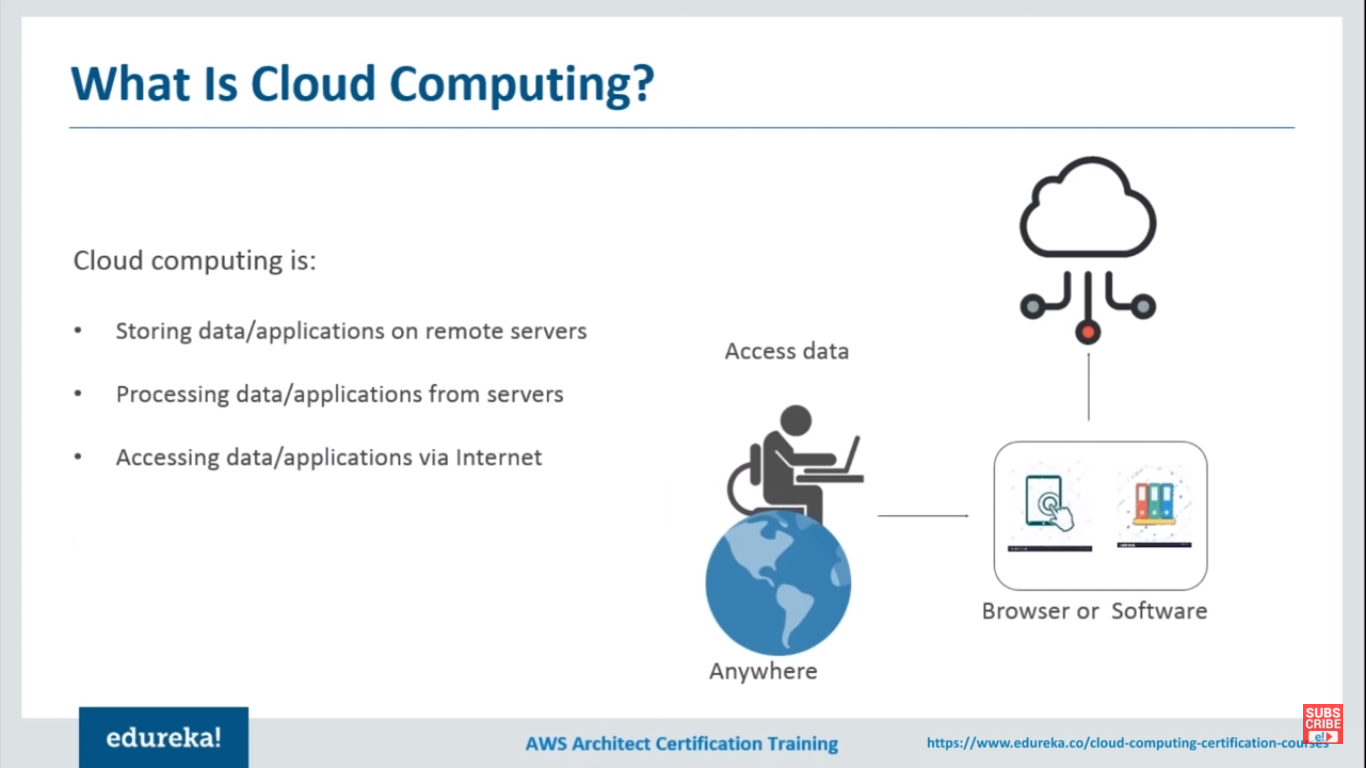 What Is Cloud Computing?
Cloud computing is:
• Storing data/applications on remote servers
• Processing data/applications from servers
• Accessing data/applications via Internet
Access data
Anywhere
Browser or Software
edureka!
AWS Architect Certification Training
https://www.edureka.co/cloud-computing-certification-courses
SUBS
CRIBE
e!